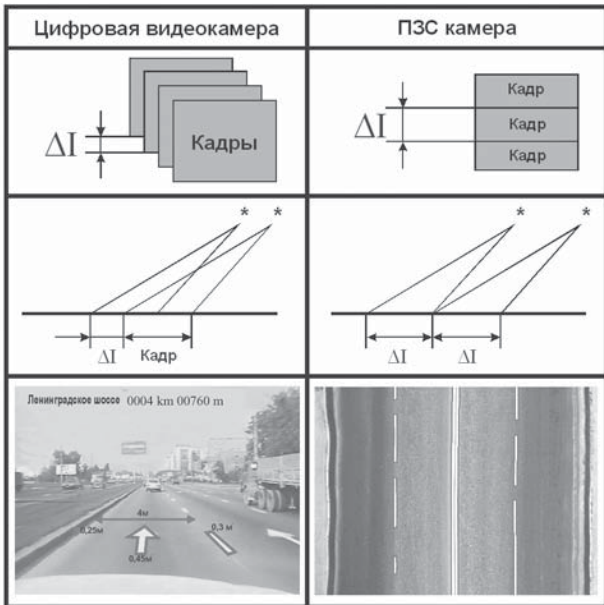 Цифровая видеокамера
ПЗС камера
ΔI
Кадры
ΔI
Кадр
Кадр
Кадр
* *
* *
ΔI
Кадр
ΔI
ΔI
Ленинградское шоссе 0004 km 00760 m
4м
0,25м
0,3 м
0,45м